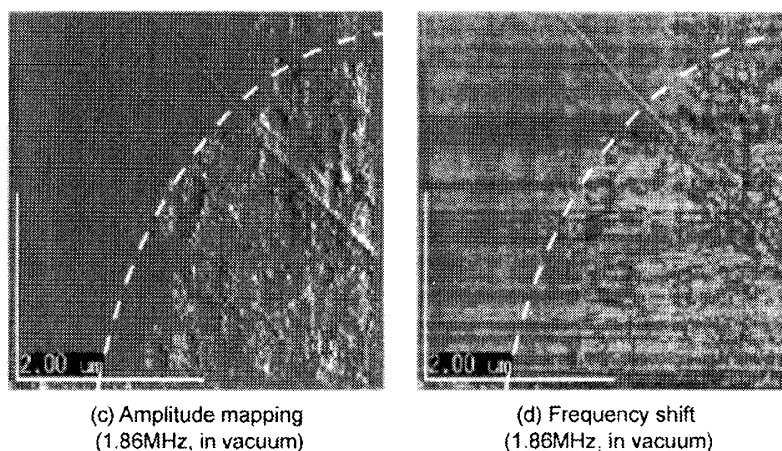 2.00 um
2.00 um
(c) Amplitude mapping
(1.86MHz, in vacuum)
(d) Frequency shift
(1.86MHz, in vacuum)